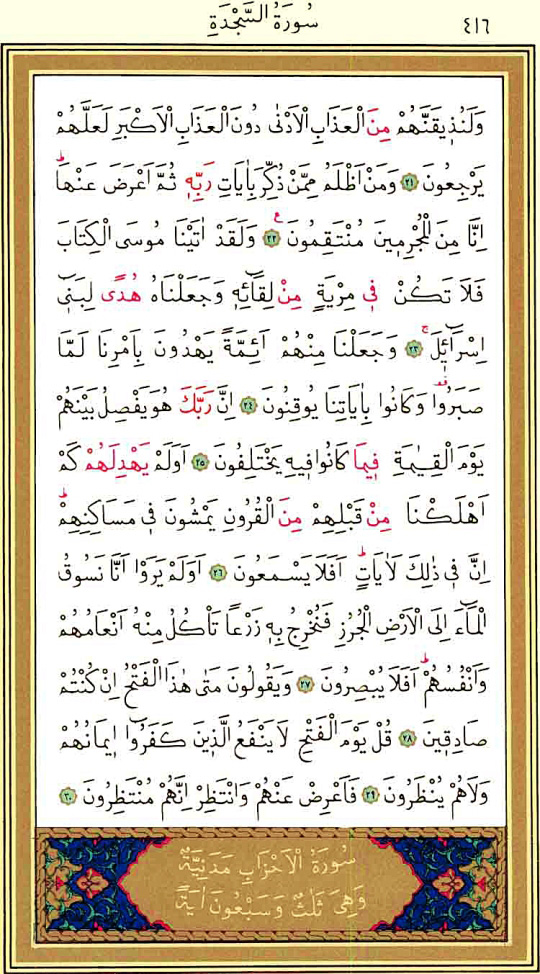 سُورَةُ السَّجْدَةِ ٤١٦
وَلَنُذ۪يقَنَّهُمْ مِنَ الْعَذَابِ الْاَدْنٰى دُونَ الْعَذَابِ الْاَكْبَرِ لَعَلَّهُمْ
يَرْجِعُونَ ﴿٢١﴾ وَمَنْ اَظْلَمُ مِمَّنْ ذُكِّرَ بِاٰيَاتِ رَبِّه۪ ثُمَّ اَعْرَضَ عَنْهَاۜ
اِنَّا مِنَ الْمُجْرِم۪ينَ مُنْتَقِمُونَ۟ ﴿٢٢﴾ وَلَقَدْ اٰتَيْنَا مُوسَى الْكِتَابَ
فَلَا تَكُنْ ف۪ي مِرْيَةٍ مِنْ لِقَٓائِه۪ وَجَعَلْنَاهُ هُدًى لِبَن۪ٓي
اِسْرَٓائ۪لَۚ ﴿٢٣﴾ وَجَعَلْنَا مِنْهُمْ اَئِمَّةً يَهْدُونَ بِاَمْرِنَا لَمَّا
صَبَرُوا۠ وَكَانُوا بِاٰيَاتِنَا يُوقِنُونَ ﴿٢٤﴾ اِنَّ رَبَّكَ هُوَ يَفْصِلُ بَيْنَهُمْ
يَوْمَ الْقِيٰمَةِ ف۪يمَا كَانُوا ف۪يهِ يَخْتَلِفُونَ ﴿٢٥﴾ اَوَلَمْ يَهْدِ لَهُمْ كَمْ
اَهْلَكْنَا مِنْ قَبْلِهِمْ مِنَ الْقُرُونِ يَمْشُونَ ف۪ي مَسَاكِنِهِمْۜ
اِنَّ ف۪ي ذٰلِكَ لَاٰيَاتٍۜ اَفَلَا يَسْمَعُونَ ﴿٢٦﴾ اَوَلَمْ يَرَوْا اَنَّا نَسُوقُ
الْمَٓاءَ اِلَى الْاَرْضِ الْجُرُزِ فَنُخْرِجُ بِه۪ زَرْعاً تَأْكُلُ مِنْهُ اَنْعَامُهُمْ
وَاَنْفُسُهُمْۜ اَفَلَا يُبْصِرُونَ ﴿٢٧﴾ وَيَقُولُونَ مَتٰى هٰذَا الْفَتْحُ اِنْ كُنْتُمْ
صَادِق۪ينَ ﴿٢٨﴾ قُلْ يَوْمَ الْفَتْحِ لَا يَنْفَعُ الَّذ۪ينَ كَفَرُٓوا ا۪يمَانُهُمْ
وَلَا هُمْ يُنْظَرُونَ ﴿٢٩﴾ فَاَعْرِضْ عَنْهُمْ وَانْتَظِرْ اِنَّهُمْ مُنْتَظِرُونَ ﴿٣٠﴾
سُورَةُ الْاَحْزَابِ مَدَنِيَّةٌ
وَهِيَ ثَلٰثٌ وَسَبْعُونَ اٰيَةً